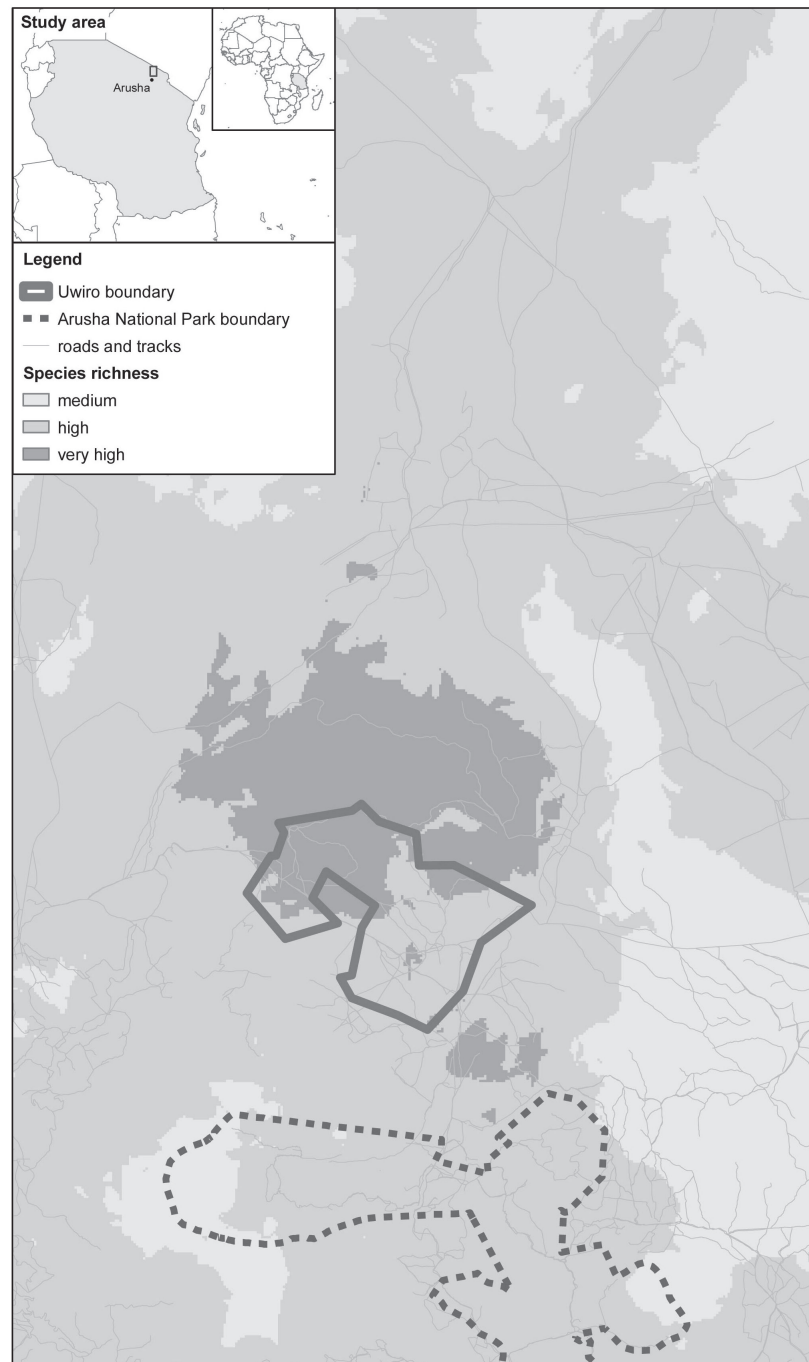 Study area
Arusha
Legend
Uwiro boundary
Arusha National Park boundary
roads and tracks
Species richness
medium
high
very high